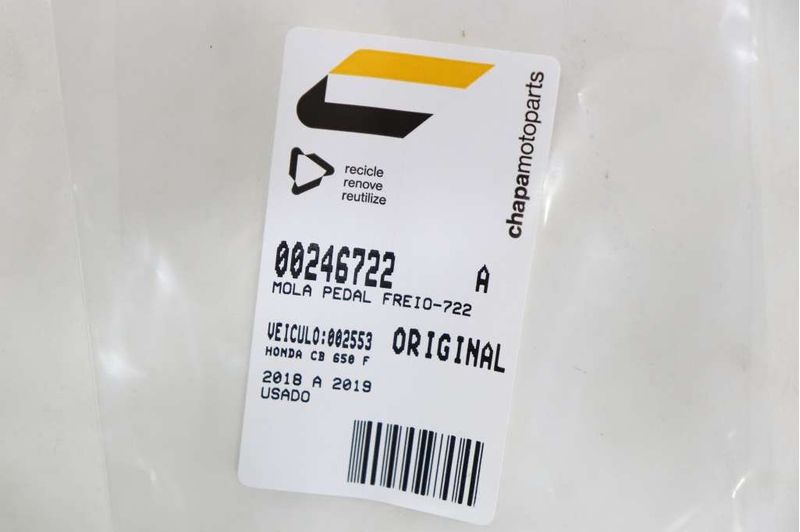 chapamotoparts
recicle
renove
reutilize
00246722 A
MOLA PEDAL FREIO-722
VEICULO:002553 ORIGINAL
HONDA CB 650 F
2018 A 2019
USADO